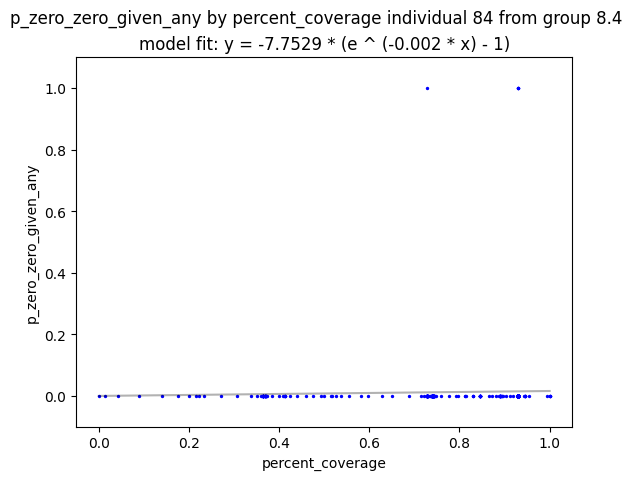 p_zero_zero_given_any by percent_coverage individual 84 from group 8.4
model fit: y = -7.7529 * (e ^ (-0.002 * x) - 1)
1.0
0.8
0.6
0.4
0.2
0.0
p_zero_zero_given_any
0.0 0.2 0.4 0.6 0.8 1.0
percent_coverage